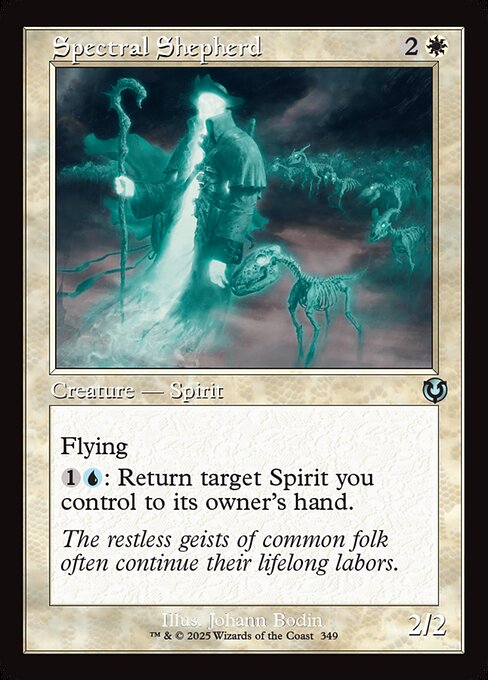 Spectral Shepherd 2
Creature — Spirit
Flying
1: Return target Spirit you
control to its owner's hand.
The restless geists of common folk
often continue their lifelong labors.
Illus. Johann Bodin
™ & © 2025 Wizards of the Coast 349
2/2